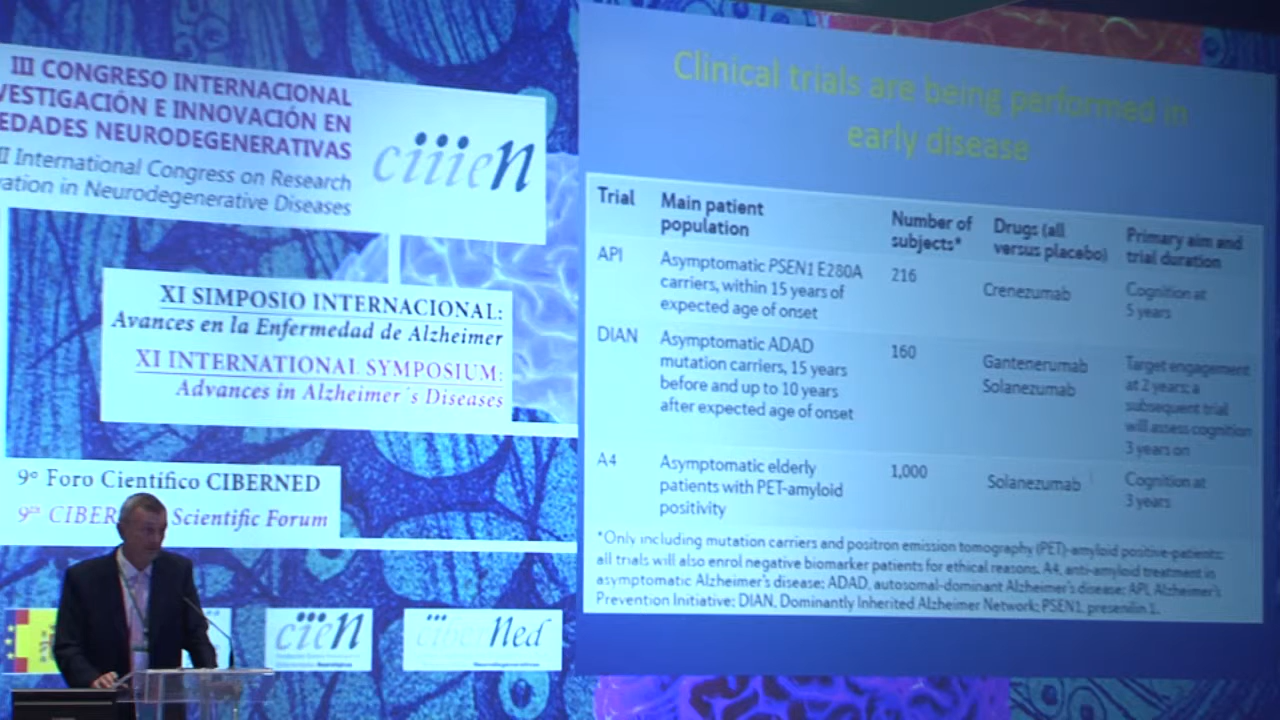 III CONGRESO INTERNACIONAL
VESTIGACIÓN E INNOVACIÓN EN
EDADES NEURODEGENERATIVAS
II International Congress on Research
vation in Neurodegenerative Diseases
ciiien
XI SIMPOSIO INTERNACIONAL:
Avances en la Enfermedad de Alzheimer
XI INTERNATIONAL SYMPOSIUM:
Advances in Alzheimer´s Diseases
9º Foro Científico CIBERNED
9th CIBER Scientific Forum
ciien
ciberNed
Clinical trials are being performed in
early disease
Trial
Main patient
population
Number of
subjects*
Drugs (all
versus placebo)
Primary aim and
trial duration
API
Asymptomatic PSEN1 E280A
carriers, within 15 years of
expected age of onset
216
Crenezumab
Cognition at
5 years
DIAN
Asymptomatic ADAD
mutation carriers, 15 years
before and up to 10 years
after expected age of onset
160
Gantenerumab
Solanezumab
Target engagement
at 2 years; a
subsequent trial
will assess cognition
3 years on
A4
Asymptomatic elderly
patients with PET-amyloid
positivity
1,000
Solanezumab
Cognition at
3 years
*Only including mutation carriers and positron emission tomography (PET)-amyloid positive-patients;
all trials will also enrol negative biomarker patients for ethical reasons. A4, anti-amyloid treatment in
asymptomatic Alzheimer's disease; ADAD, autosomal-dominant Alzheimer's disease; API, Alzheimer's
Prevention Initiative; DIAN, Dominantly Inherited Alzheimer Network; PSEN1, presenilin 1.